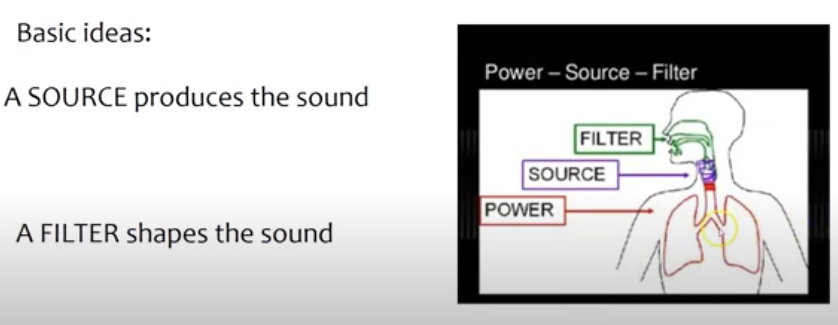 Basic ideas:
A SOURCE produces the sound
A FILTER shapes the sound
Power – Source – Filter
FILTER
SOURCE
POWER